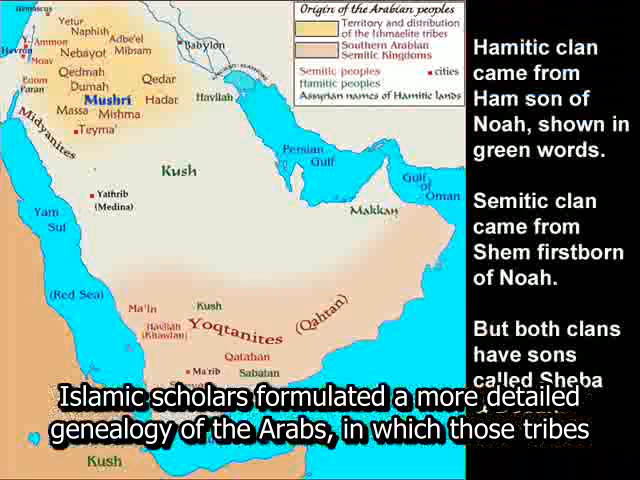 Origin of the Arabian peoples
Territory and distribution
of the Ishmaelite tribes
Southern Arabian
Semitic Kingdoms
Semitic peoples
cities
Hamitic peoples
Assyrian names of Hamitic lands
Damascus
Yetur
Naphish
Ammon
Adbe'el
Mibsam
Babylon
Hevron
Moav
Nebayot
Edom
Paran
Qedmah
Dumah
Qedar
Mushri
Hadar
Havilah
Massa
Mishma
Teyma'
Midyanites
Persian
Gulf
Kush
Gulf
of
Oman
Yathrib
(Medina)
Makkan
Yam
Suf
(Red Sea)
Ma'in
Kush
(Qahtan)
Havilah
(Khawlan)
Yoqtanites
Qataban
Ma'rib
Sabatan
Kush
Hamitic clan
came from
Ham son of
Noah, shown in
green words.
Semitic clan
came from
Shem firstborn
of Noah.
But both clans
have sons
called Sheba
Islamic scholars formulated a more detailed
genealogy of the Arabs, in which those tribes